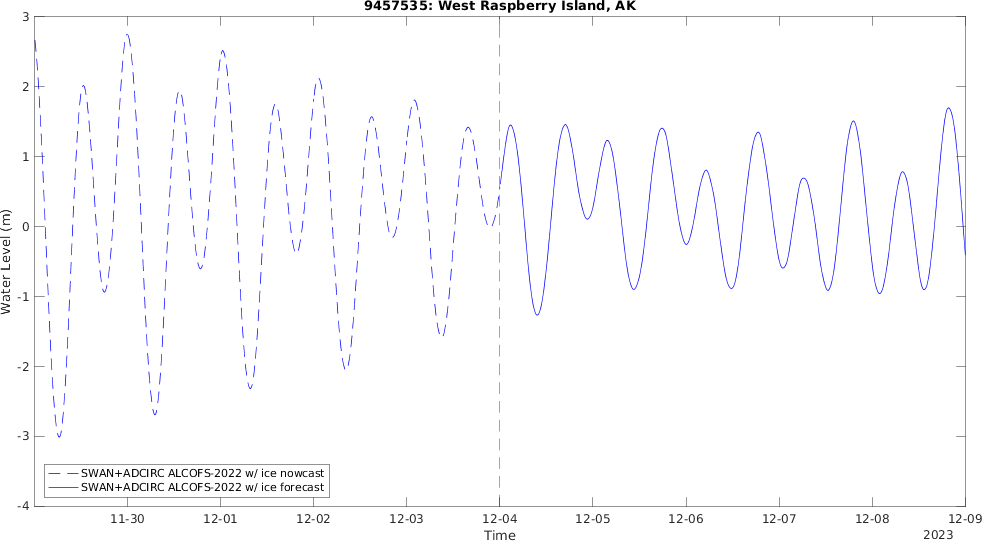 9457535: West Raspberry Island, AK
3
2
1
0
-1
-2
-3
-4
Water Level (m)
SWAN+ADCIRC ALCOFS-2022 w/ ice nowcast
SWAN+ADCIRC ALCOFS-2022 w/ ice forecast
11-30 12-01 12-02 12-03 12-04 12-05 12-06 12-07 12-08 12-09
Time
2023